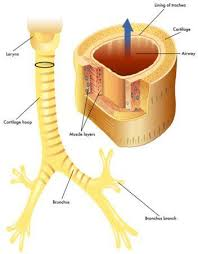 Lining of trachea
Cartilage
Larynx
Airway
Cartilage hoop
Muscle layers
Bronchus
Bronchus branch